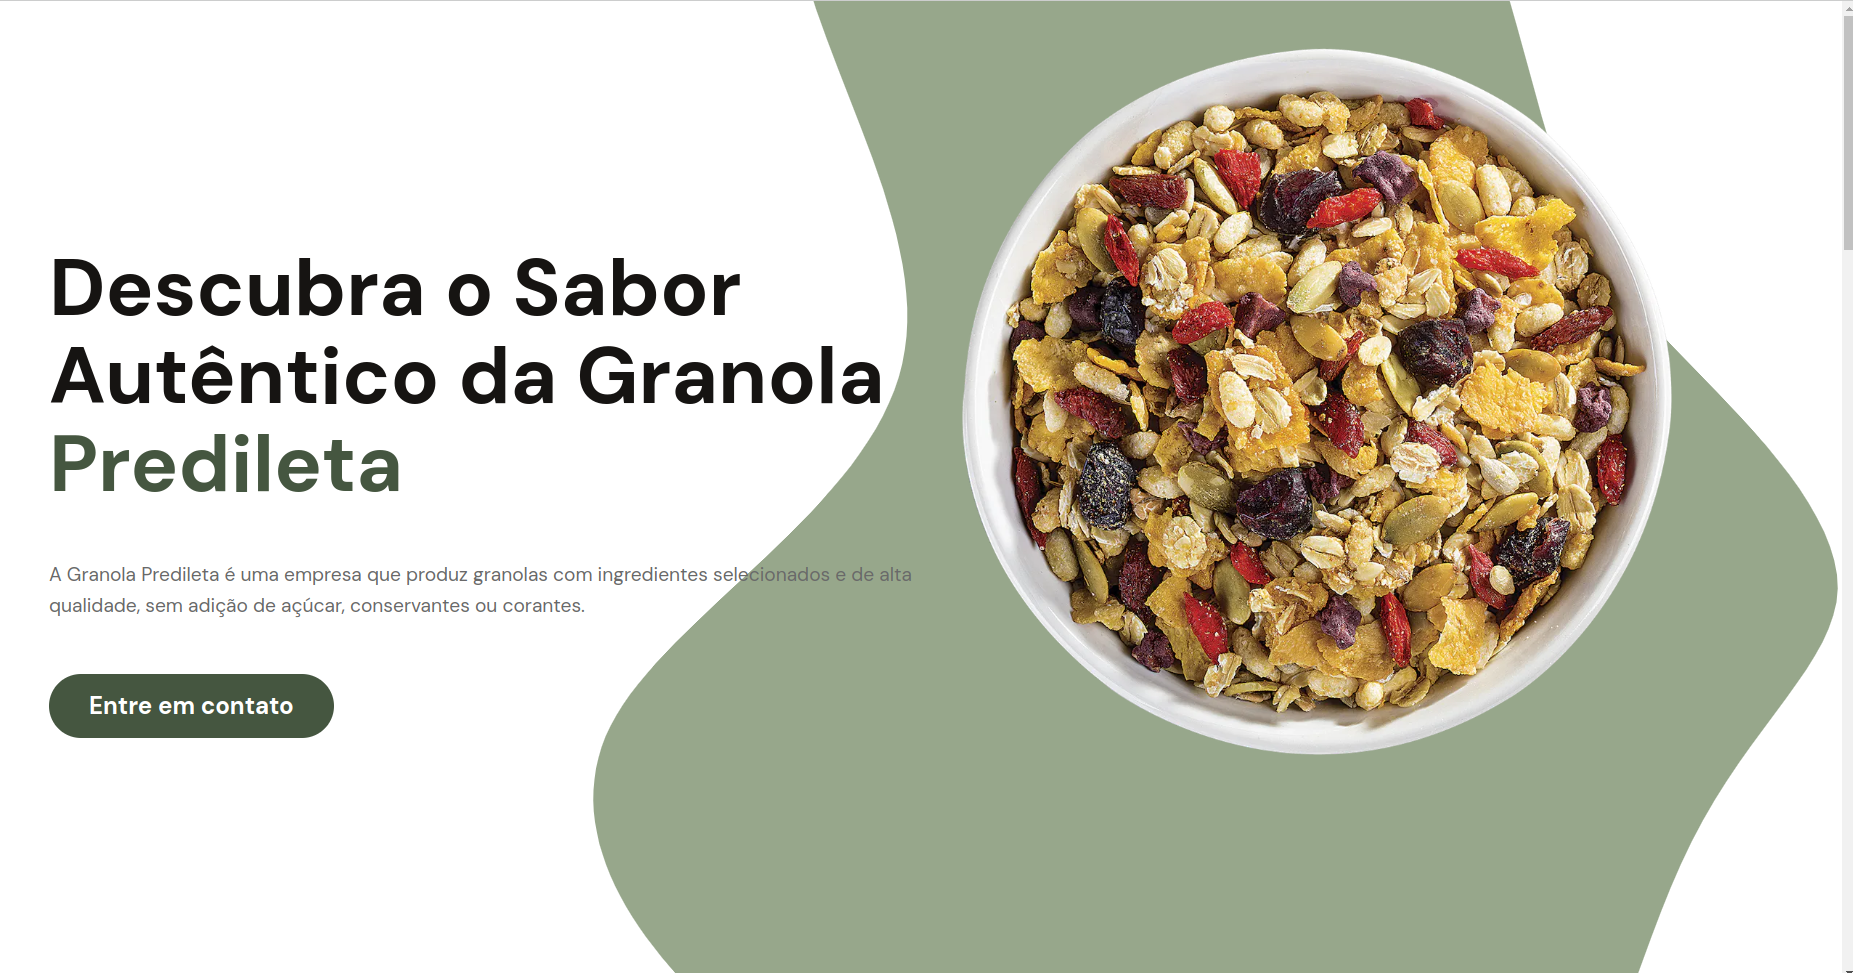 Descubra o Sabor
Autêntico da Granola
Predileta
A Granola Predileta é uma empresa que produz granolas com ingredientes selecionados e de alta
qualidade, sem adição de açúcar, conservantes ou corantes.
Entre em contato